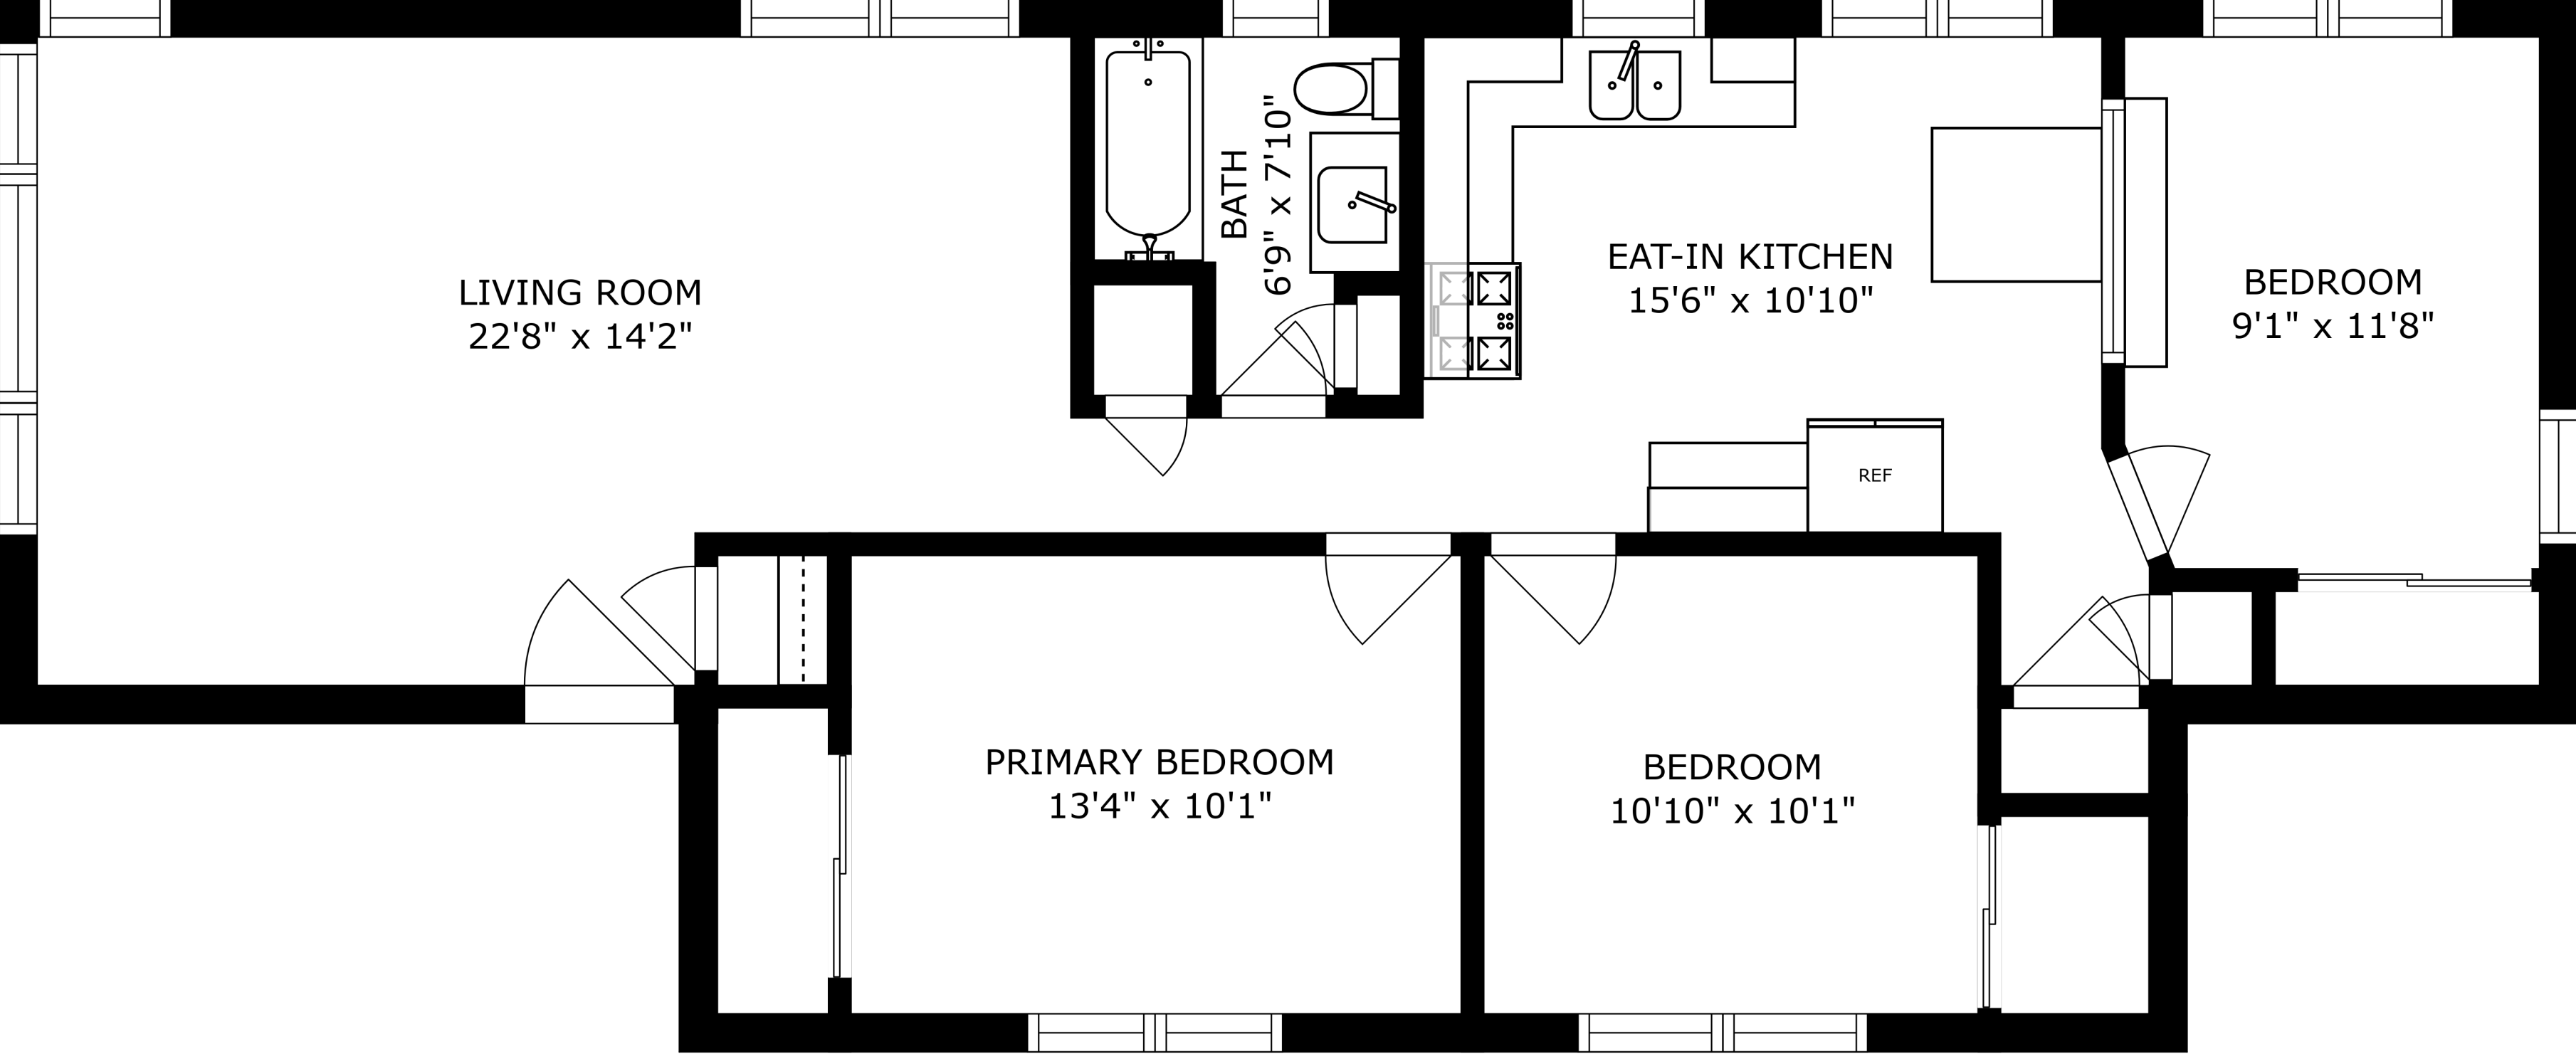 LIVING ROOM
22'8" x 14'2"
BATH
6'9" x 7'10"
EAT-IN KITCHEN
15'6" x 10'10"
BEDROOM
9'1" x 11'8"
REF
PRIMARY BEDROOM
13'4" x 10'1"
BEDROOM
10'10" x 10'1"